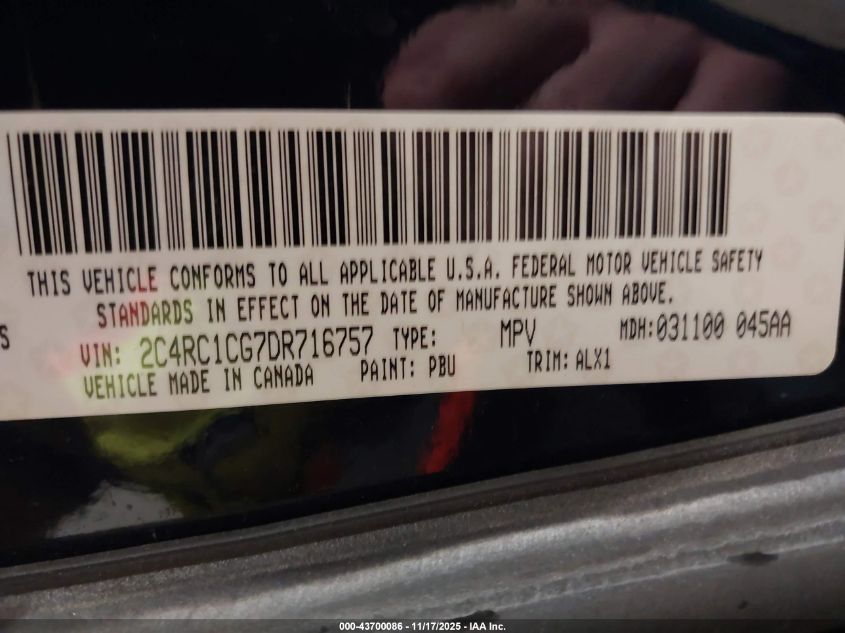 THIS VEHICLE CONFORMS TO ALL APPLICABLE U.S.A. FEDERAL MOTOR VEHICLE SAFETY
STANDARDS IN EFFECT ON THE DATE OF MANUFACTURE SHOWN ABOVE.
S
VIN: 2C4RC1CG7DR716757 TYPE: MPV MDH:031100 045AA
VEHICLE MADE IN CANADA PAINT: PBU TRIM: ALX1
000-43700086 - 11/17/2025 - IAA Inc.